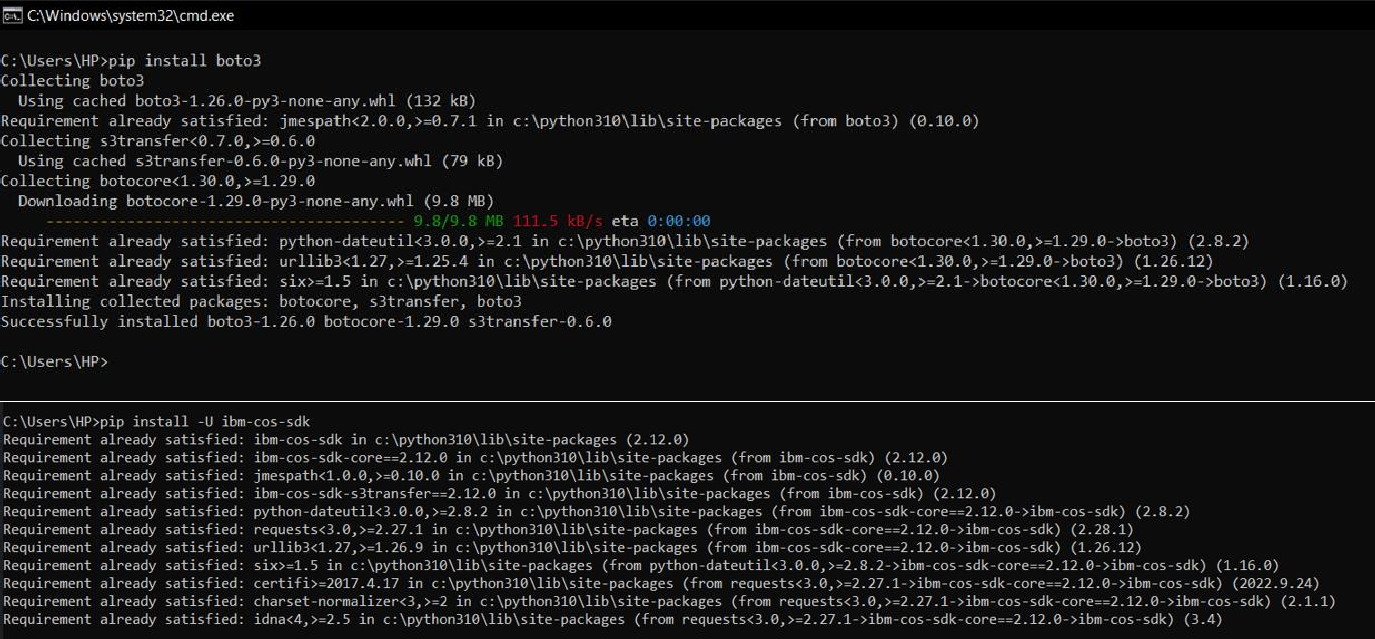 C:\Windows\system32\cmd.exe
C:\Users\HP>pip install boto3
Collecting boto3
  Using cached boto3-1.26.0-py3-none-any.whl (132 kB)
Requirement already satisfied: jmespath<2.0.0,>=0.7.1 in c:\python310\lib\site-packages (from boto3) (0.10.0)
Collecting s3transfer<0.7.0,>=0.6.0
  Using cached s3transfer-0.6.0-py3-none-any.whl (79 kB)
Collecting botocore<1.30.0,>=1.29.0
  Downloading botocore-1.29.0-py3-none-any.whl (9.8 MB)
     ---------------------------------------- 9.8/9.8 MB 111.5 kB/s eta 0:00:00
Requirement already satisfied: python-dateutil<3.0.0,>=2.1 in c:\python310\lib\site-packages (from botocore<1.30.0,>=1.29.0->boto3) (2.8.2)
Requirement already satisfied: urllib3<1.27,>=1.25.4 in c:\python310\lib\site-packages (from botocore<1.30.0,>=1.29.0->boto3) (1.26.12)
Requirement already satisfied: six>=1.5 in c:\python310\lib\site-packages (from python-dateutil<3.0.0,>=2.1->botocore<1.30.0,>=1.29.0->boto3) (1.16.0)
Installing collected packages: botocore, s3transfer, boto3
Successfully installed boto3-1.26.0 botocore-1.29.0 s3transfer-0.6.0
C:\Users\HP>
C:\Users\HP>pip install -U ibm-cos-sdk
Requirement already satisfied: ibm-cos-sdk in c:\python310\lib\site-packages (2.12.0)
Requirement already satisfied: ibm-cos-sdk-core==2.12.0 in c:\python310\lib\site-packages (from ibm-cos-sdk) (2.12.0)
Requirement already satisfied: jmespath<1.0.0,>=0.10.0 in c:\python310\lib\site-packages (from ibm-cos-sdk) (0.10.0)
Requirement already satisfied: ibm-cos-sdk-s3transfer==2.12.0 in c:\python310\lib\site-packages (from ibm-cos-sdk) (2.12.0)
Requirement already satisfied: python-dateutil<3.0.0,>=2.8.2 in c:\python310\lib\site-packages (from ibm-cos-sdk-core==2.12.0->ibm-cos-sdk) (2.8.2)
Requirement already satisfied: requests<3.0,>=2.27.1 in c:\python310\lib\site-packages (from ibm-cos-sdk-core==2.12.0->ibm-cos-sdk) (2.28.1)
Requirement already satisfied: urllib3<1.27,>=1.26.9 in c:\python310\lib\site-packages (from ibm-cos-sdk-core==2.12.0->ibm-cos-sdk) (1.26.12)
Requirement already satisfied: six>=1.5 in c:\python310\lib\site-packages (from python-dateutil<3.0.0,>=2.8.2->ibm-cos-sdk-core==2.12.0->ibm-cos-sdk) (1.16.0)
Requirement already satisfied: certifi>=2017.4.17 in c:\python310\lib\site-packages (from requests<3.0,>=2.27.1->ibm-cos-sdk-core==2.12.0->ibm-cos-sdk) (2022.9.24)
Requirement already satisfied: charset-normalizer<3,>=2 in c:\python310\lib\site-packages (from requests<3.0,>=2.27.1->ibm-cos-sdk-core==2.12.0->ibm-cos-sdk) (2.1.1)
Requirement already satisfied: idna<4,>=2.5 in c:\python310\lib\site-packages (from requests<3.0,>=2.27.1->ibm-cos-sdk-core==2.12.0->ibm-cos-sdk) (3.4)